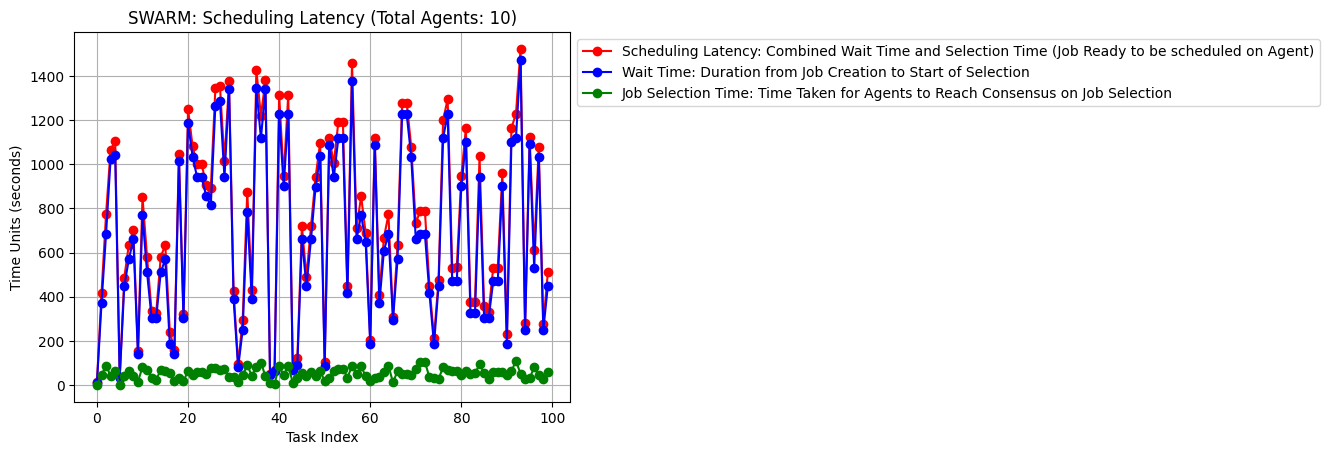 SWARM: Scheduling Latency (Total Agents: 10)
Scheduling Latency: Combined Wait Time and Selection Time (Job Ready to be scheduled on Agent)
Wait Time: Duration from Job Creation to Start of Selection
Job Selection Time: Time Taken for Agents to Reach Consensus on Job Selection
Time Units (seconds)
1400
1200
1000
800
600
400
200
0
0 20 40 60 80 100
Task Index